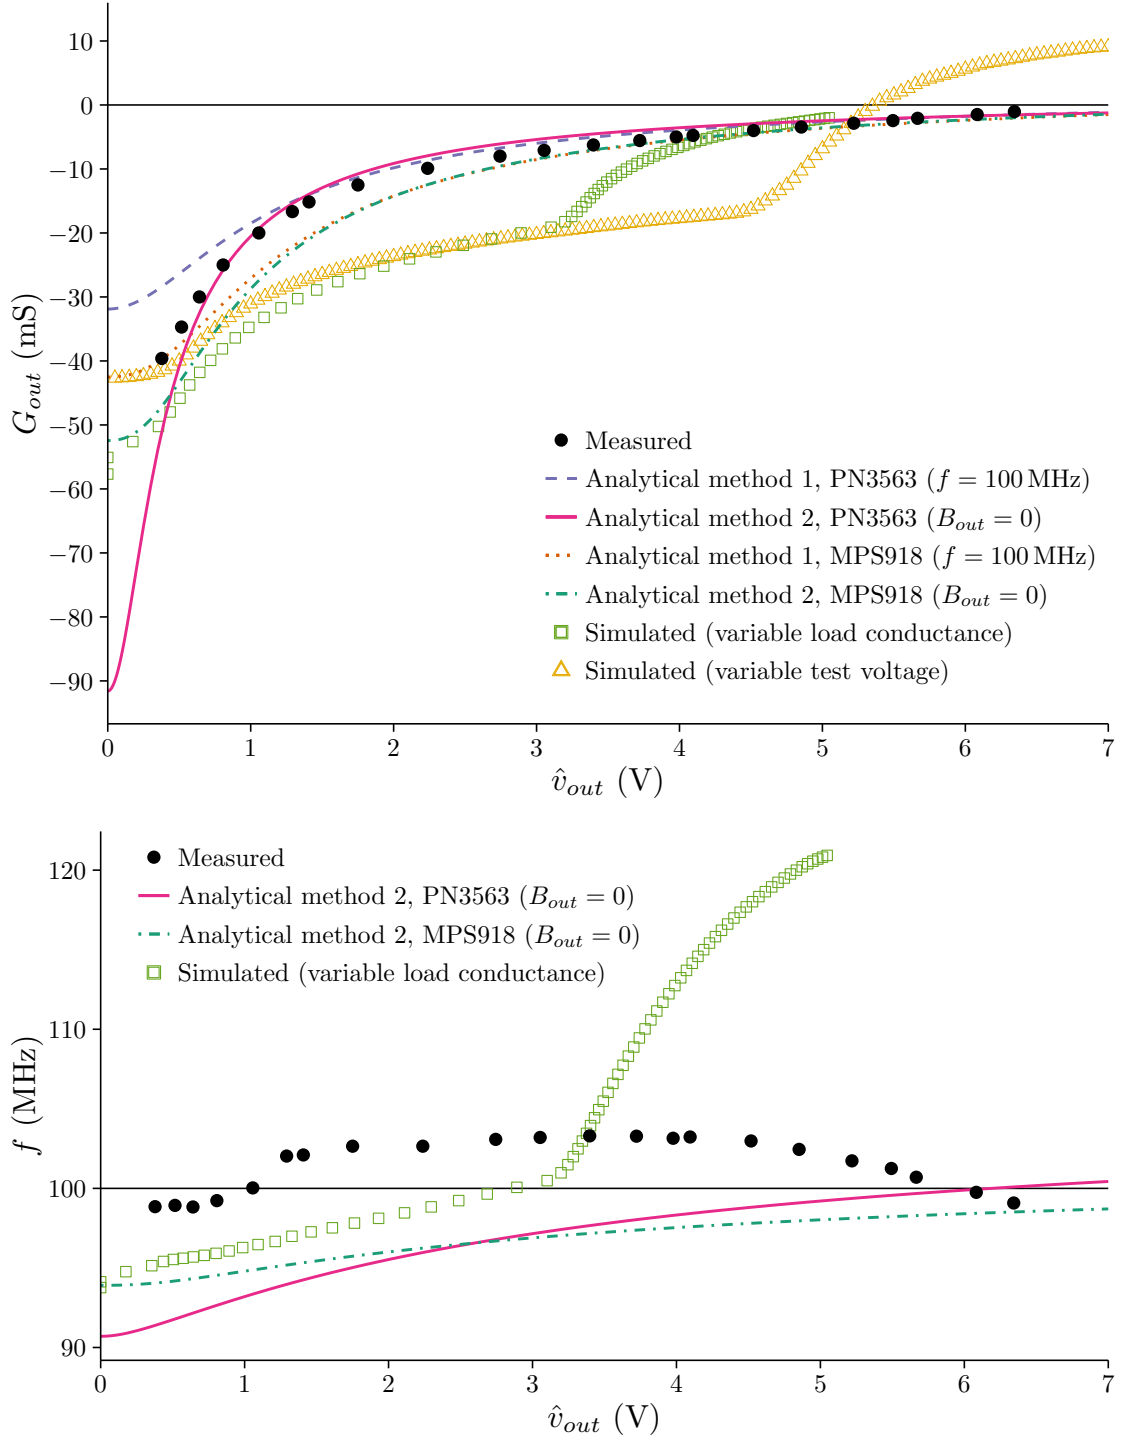 10
0
−10
−20
−30
−40
−50
−60
−70
−80
−90
G_out (mS)
Measured
Analytical method 1, PN3563 (f = 100 MHz)
Analytical method 2, PN3563 (B_out = 0)
Analytical method 1, MPS918 (f = 100 MHz)
Analytical method 2, MPS918 (B_out = 0)
Simulated (variable load conductance)
Simulated (variable test voltage)
0 1 2 3 4 5 6 7
v̂_out (V)
Measured
Analytical method 2, PN3563 (B_out = 0)
Analytical method 2, MPS918 (B_out = 0)
Simulated (variable load conductance)
120
110
100
90
f (MHz)
0 1 2 3 4 5 6 7
v̂_out (V)